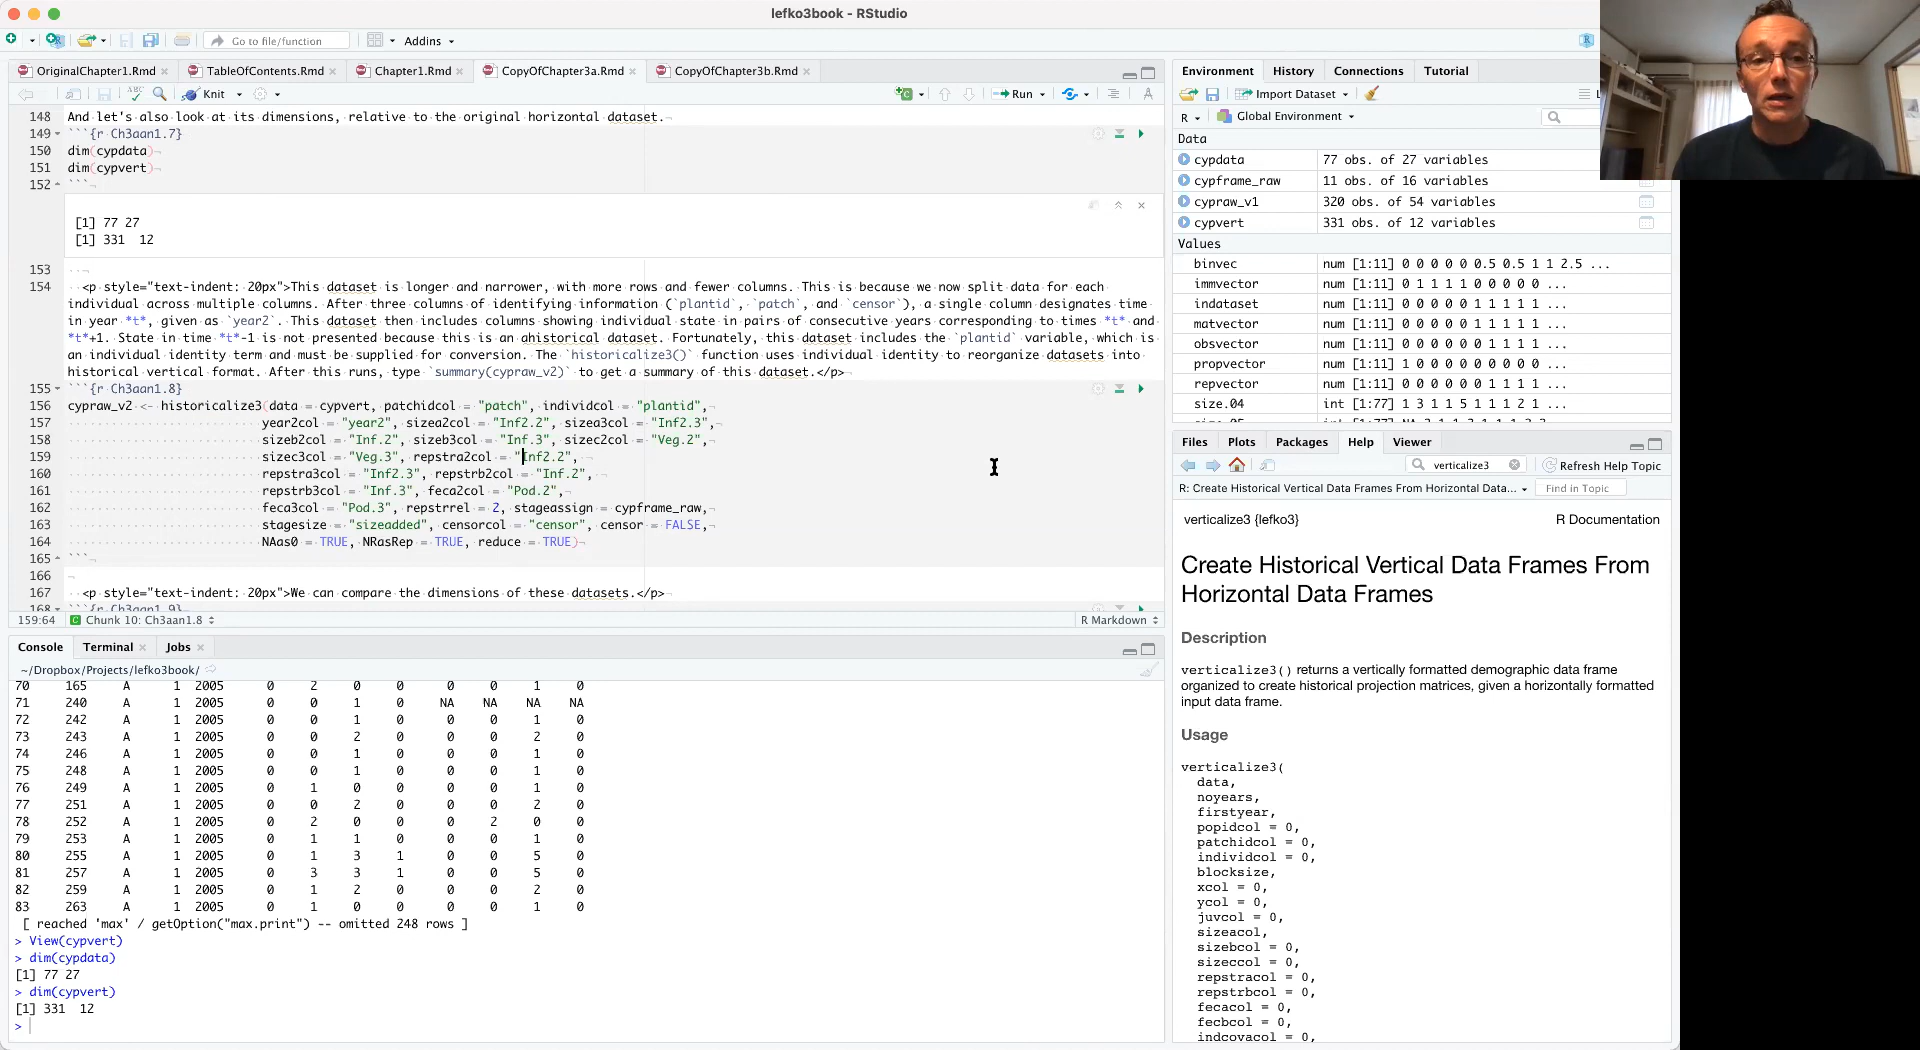 lefko3book - RStudio
Go to file/function
Addins
OriginalChapter1.Rmd
TableOfContents.Rmd
Chapter1.Rmd
CopyOfChapter3a.Rmd
CopyOfChapter3b.Rmd
ABC
Knit
Run
148 And let's also look at its dimensions, relative to the original horizontal dataset.
149 ```{r Ch3aan1.7}
150 dim(cypdata)
151 dim(cypvert)
152 ```
[1] 77 27
[1] 331 12
153
154 <p style="text-indent: 20px">This dataset is longer and narrower, with more rows and fewer columns. This is because we now split data for each
individual across multiple columns. After three columns of identifying information (`plantid`, `patch`, and `censor`), a single column designates time
in year *t*, given as `year2`. This dataset then includes columns showing individual state in pairs of consecutive years corresponding to times *t* and
*t*+1. State in time *t*-1 is not presented because this is an ahistorical dataset. Fortunately, this dataset includes the `plantid` variable, which is
an individual identity term and must be supplied for conversion. The `historicalize3()` function uses individual identity to reorganize datasets into
historical vertical format. After this runs, type `summary(cypraw_v2)` to get a summary of this dataset.</p>
155 ```{r Ch3aan1.8}
156 cypraw_v2 <- historicalize3(data = cypvert, patchidcol = "patch", individcol = "plantid",
157 year2col = "year2", sizea2col = "Inf2.2", sizea3col = "Inf2.3",
158 sizeb2col = "Inf.2", sizeb3col = "Inf.3", sizec2col = "Veg.2",
159 sizec3col = "Veg.3", repstra2col = "Inf2.2",
160 repstra3col = "Inf2.3", repstrb2col = "Inf.2",
161 repstrb3col = "Inf.3", feca2col = "Pod.2",
162 feca3col = "Pod.3", repstrrel = 2, stageassign = cypframe_raw,
163 stagesize = "sizeadded", censorcol = "censor", censor = FALSE,
164 NAas0 = TRUE, NRasRep = TRUE, reduce = TRUE)
165 ```
166
167 <p style="text-indent: 20px">We can compare the dimensions of these datasets.</p>
168 ```{r Ch3aan1.9}
159:64 Chunk 10: Ch3aan1.8 R Markdown
Console Terminal Jobs
~/Dropbox/Projects/lefko3book/
70 165 A 1 2005 0 2 0 0 0 0 1 0
71 240 A 1 2005 0 0 1 0 NA NA NA NA
72 242 A 1 2005 0 0 1 0 0 0 1 0
73 243 A 1 2005 0 0 2 0 0 0 2 0
74 246 A 1 2005 0 0 1 0 0 0 1 0
75 248 A 1 2005 0 0 1 0 0 0 1 0
76 249 A 1 2005 0 1 0 0 0 0 1 0
77 251 A 1 2005 0 0 2 0 0 0 2 0
78 252 A 1 2005 0 2 0 0 0 2 0 0
79 253 A 1 2005 0 1 1 0 0 0 1 0
80 255 A 1 2005 0 1 3 1 0 0 5 0
81 257 A 1 2005 0 3 3 1 0 0 5 0
82 259 A 1 2005 0 1 2 0 0 0 2 0
83 263 A 1 2005 0 1 0 0 0 0 1 0
[ reached 'max' / getOption("max.print") -- omitted 248 rows ]
> View(cypvert)
> dim(cypdata)
[1] 77 27
> dim(cypvert)
[1] 331 12
>
Environment History Connections Tutorial
Import Dataset
R Global Environment
Data
cypdata 77 obs. of 27 variables
cypframe_raw 11 obs. of 16 variables
cypraw_v1 320 obs. of 54 variables
cypvert 331 obs. of 12 variables
Values
binvec num [1:11] 0 0 0 0 0 0.5 0.5 1 1 2.5 ...
immvector num [1:11] 0 1 1 1 1 0 0 0 0 0 ...
indataset num [1:11] 0 0 0 0 0 1 1 1 1 1 ...
matvector num [1:11] 0 0 0 0 0 1 1 1 1 1 ...
obsvector num [1:11] 0 0 0 0 0 0 1 1 1 1 ...
propvector num [1:11] 1 0 0 0 0 0 0 0 0 0 ...
repvector num [1:11] 0 0 0 0 0 0 1 1 1 1 ...
size.04 int [1:77] 1 3 1 1 5 1 1 1 2 1 ...
Files Plots Packages Help Viewer
verticalize3
Refresh Help Topic
R: Create Historical Vertical Data Frames From Horizontal Data...
Find in Topic
verticalize3 {lefko3} R Documentation
Create Historical Vertical Data Frames From
Horizontal Data Frames
Description
verticalize3() returns a vertically formatted demographic data frame
organized to create historical projection matrices, given a horizontally formatted
input data frame.
Usage
verticalize3(
data,
noyears,
firstyear,
popidcol = 0,
patchidcol = 0,
individcol = 0,
blocksize,
xcol = 0,
ycol = 0,
juvcol = 0,
sizeacol,
sizebcol = 0,
sizeccol = 0,
repstracol = 0,
repstrbcol = 0,
fecacol = 0,
fecbcol = 0,
indcovacol = 0,